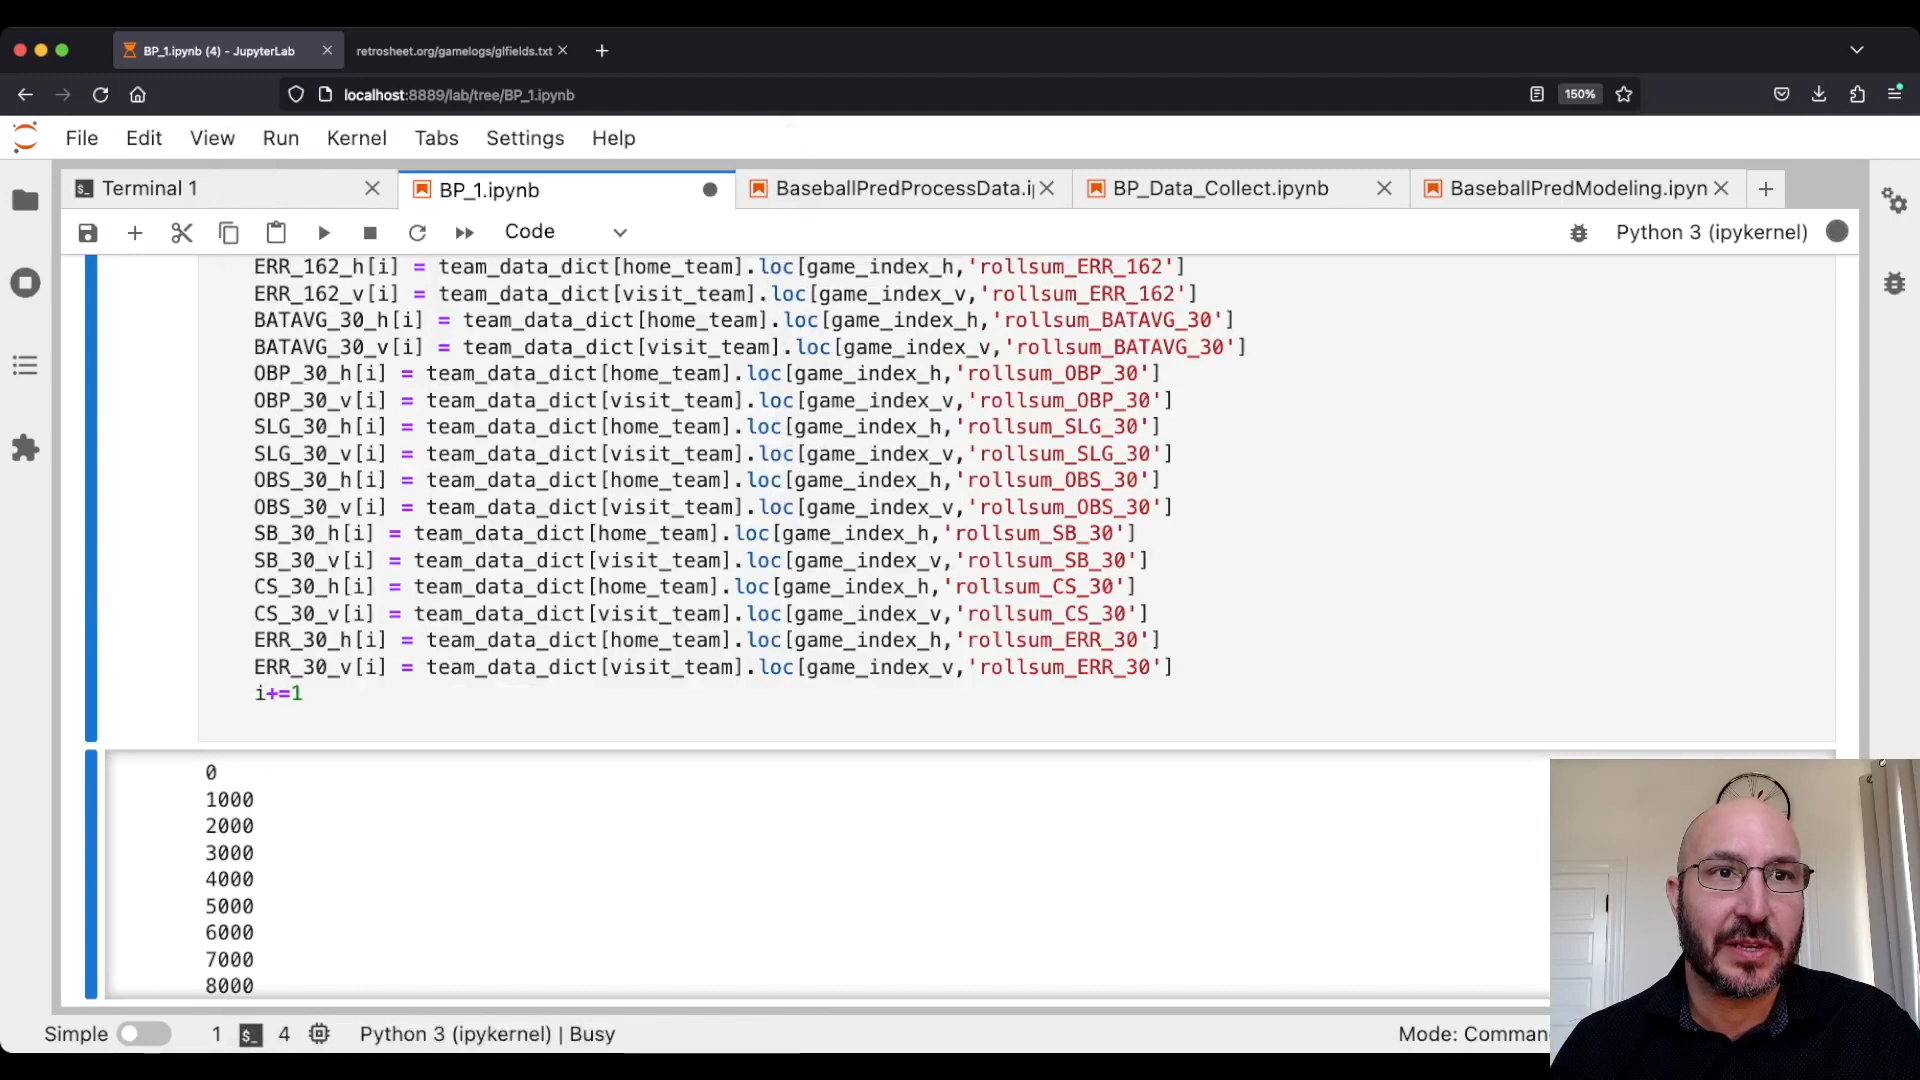 BP_1.ipynb (4) - JupyterLab
retrosheet.org/gamelogs/glfields.txt
localhost:8889/lab/tree/BP_1.ipynb
150%
File Edit View Run Kernel Tabs Settings Help
Terminal 1
BP_1.ipynb
BaseballPredProcessData.i
BP_Data_Collect.ipynb
BaseballPredModeling.ipyn
Code
Python 3 (ipykernel)
ERR_162_h[i] = team_data_dict[home_team].loc[game_index_h,'rollsum_ERR_162']
ERR_162_v[i] = team_data_dict[visit_team].loc[game_index_v,'rollsum_ERR_162']
BATAVG_30_h[i] = team_data_dict[home_team].loc[game_index_h,'rollsum_BATAVG_30']
BATAVG_30_v[i] = team_data_dict[visit_team].loc[game_index_v,'rollsum_BATAVG_30']
OBP_30_h[i] = team_data_dict[home_team].loc[game_index_h,'rollsum_OBP_30']
OBP_30_v[i] = team_data_dict[visit_team].loc[game_index_v,'rollsum_OBP_30']
SLG_30_h[i] = team_data_dict[home_team].loc[game_index_h,'rollsum_SLG_30']
SLG_30_v[i] = team_data_dict[visit_team].loc[game_index_v,'rollsum_SLG_30']
OBS_30_h[i] = team_data_dict[home_team].loc[game_index_h,'rollsum_OBS_30']
OBS_30_v[i] = team_data_dict[visit_team].loc[game_index_v,'rollsum_OBS_30']
SB_30_h[i] = team_data_dict[home_team].loc[game_index_h,'rollsum_SB_30']
SB_30_v[i] = team_data_dict[visit_team].loc[game_index_v,'rollsum_SB_30']
CS_30_h[i] = team_data_dict[home_team].loc[game_index_h,'rollsum_CS_30']
CS_30_v[i] = team_data_dict[visit_team].loc[game_index_v,'rollsum_CS_30']
ERR_30_h[i] = team_data_dict[home_team].loc[game_index_h,'rollsum_ERR_30']
ERR_30_v[i] = team_data_dict[visit_team].loc[game_index_v,'rollsum_ERR_30']
i+=1
0
1000
2000
3000
4000
5000
6000
7000
8000
Simple 1 $_ 4 Python 3 (ipykernel) | Busy Mode: Comman